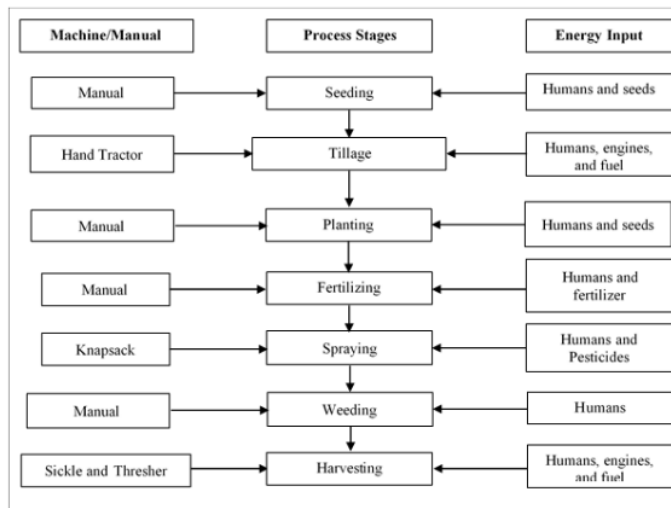 Machine/Manual
Process Stages
Energy Input
Manual
Seeding
Humans and seeds
Hand Tractor
Tillage
Humans, engines,
and fuel
Manual
Planting
Humans and seeds
Manual
Fertilizing
Humans and
fertilizer
Knapsack
Spraying
Humans and
Pesticides
Manual
Weeding
Humans
Sickle and Thresher
Harvesting
Humans, engines,
and fuel